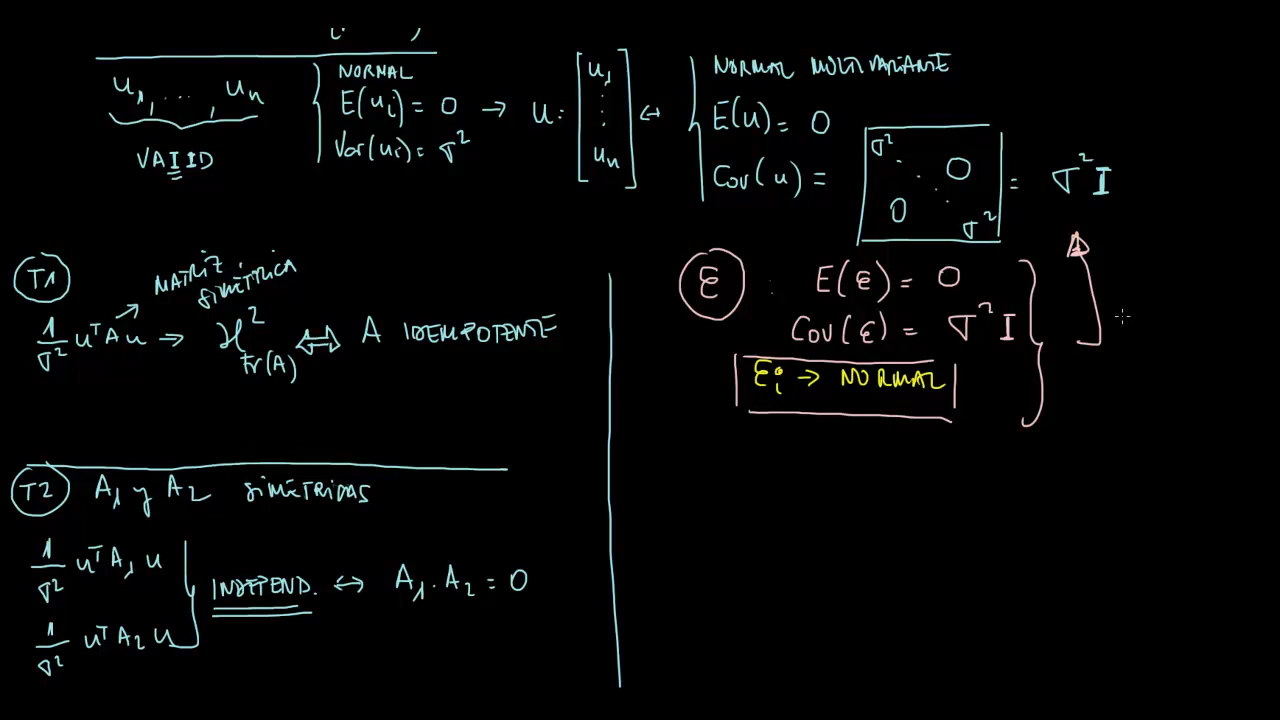 u₁, ..., uₙ
VAIID
NORMAL
E(uᵢ) = 0
Var(uᵢ) = σ²
→ u = [u₁ ⋮ uₙ] ↔
NORMAL MULTIVARIANTE
E(u) = 0
Cov(u) = [σ² ⋱ 0 0 σ²] = σ² I
T1
MATRIZ
SIMÉTRICA
1/σ² uᵀAu → χ²Tr(A) ⟺ A IDEMPOTENTE
T2 A₁ y A₂ SIMÉTRICAS
1/σ² uᵀA₁u
1/σ² uᵀA₂u
INDEPEND. ↔ A₁ · A₂ = 0
ε : E(ε) = 0
Cov(ε) = σ² I
εᵢ → NORMAL